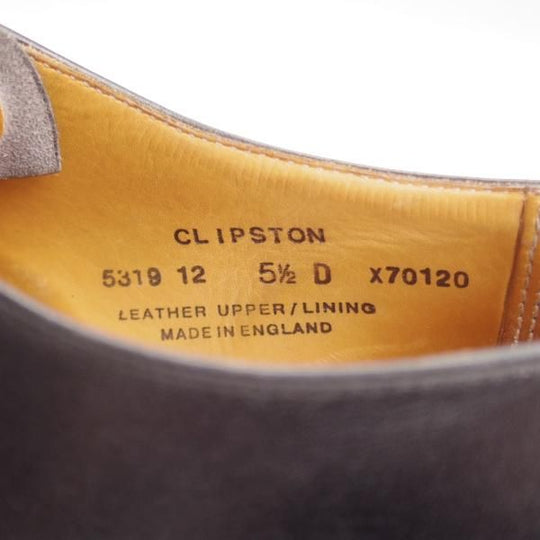 CLIPSTON
5319 12 5½ D X70120
LEATHER UPPER/LINING
MADE IN ENGLAND